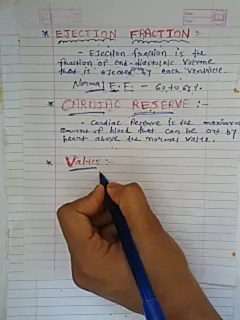 * EJECTION FRACTION :-
- Ejection fraction is the
fraction of end-diastolic volume
that is ejected by each ventricle.
Normal E.F. - 60 to 65%.
* CARDIAC RESERVE :-
- Cardiac Reserve is the maximum
amount of blood that can be out by
heart above the normal value.
* Values :-